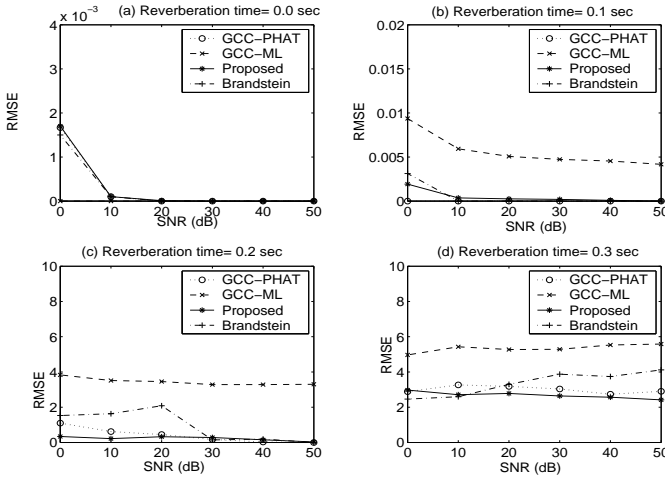 (a) Reverberation time= 0.0 sec
x 10⁻³
4
3
2
1
0
RMSE
0 10 20 30 40 50
SNR (dB)
GCC−PHAT
GCC−ML
Proposed
Brandstein
(b) Reverberation time= 0.1 sec
0.02
0.015
0.01
0.005
0
RMSE
0 10 20 30 40 50
SNR (dB)
GCC−PHAT
GCC−ML
Proposed
Brandstein
(c) Reverberation time= 0.2 sec
10
8
6
4
2
0
RMSE
0 10 20 30 40 50
SNR (dB)
GCC−PHAT
GCC−ML
Proposed
Brandstein
(d) Reverberation time= 0.3 sec
10
8
6
4
2
0
RMSE
0 10 20 30 40 50
SNR (dB)
GCC−PHAT
GCC−ML
Proposed
Brandstein